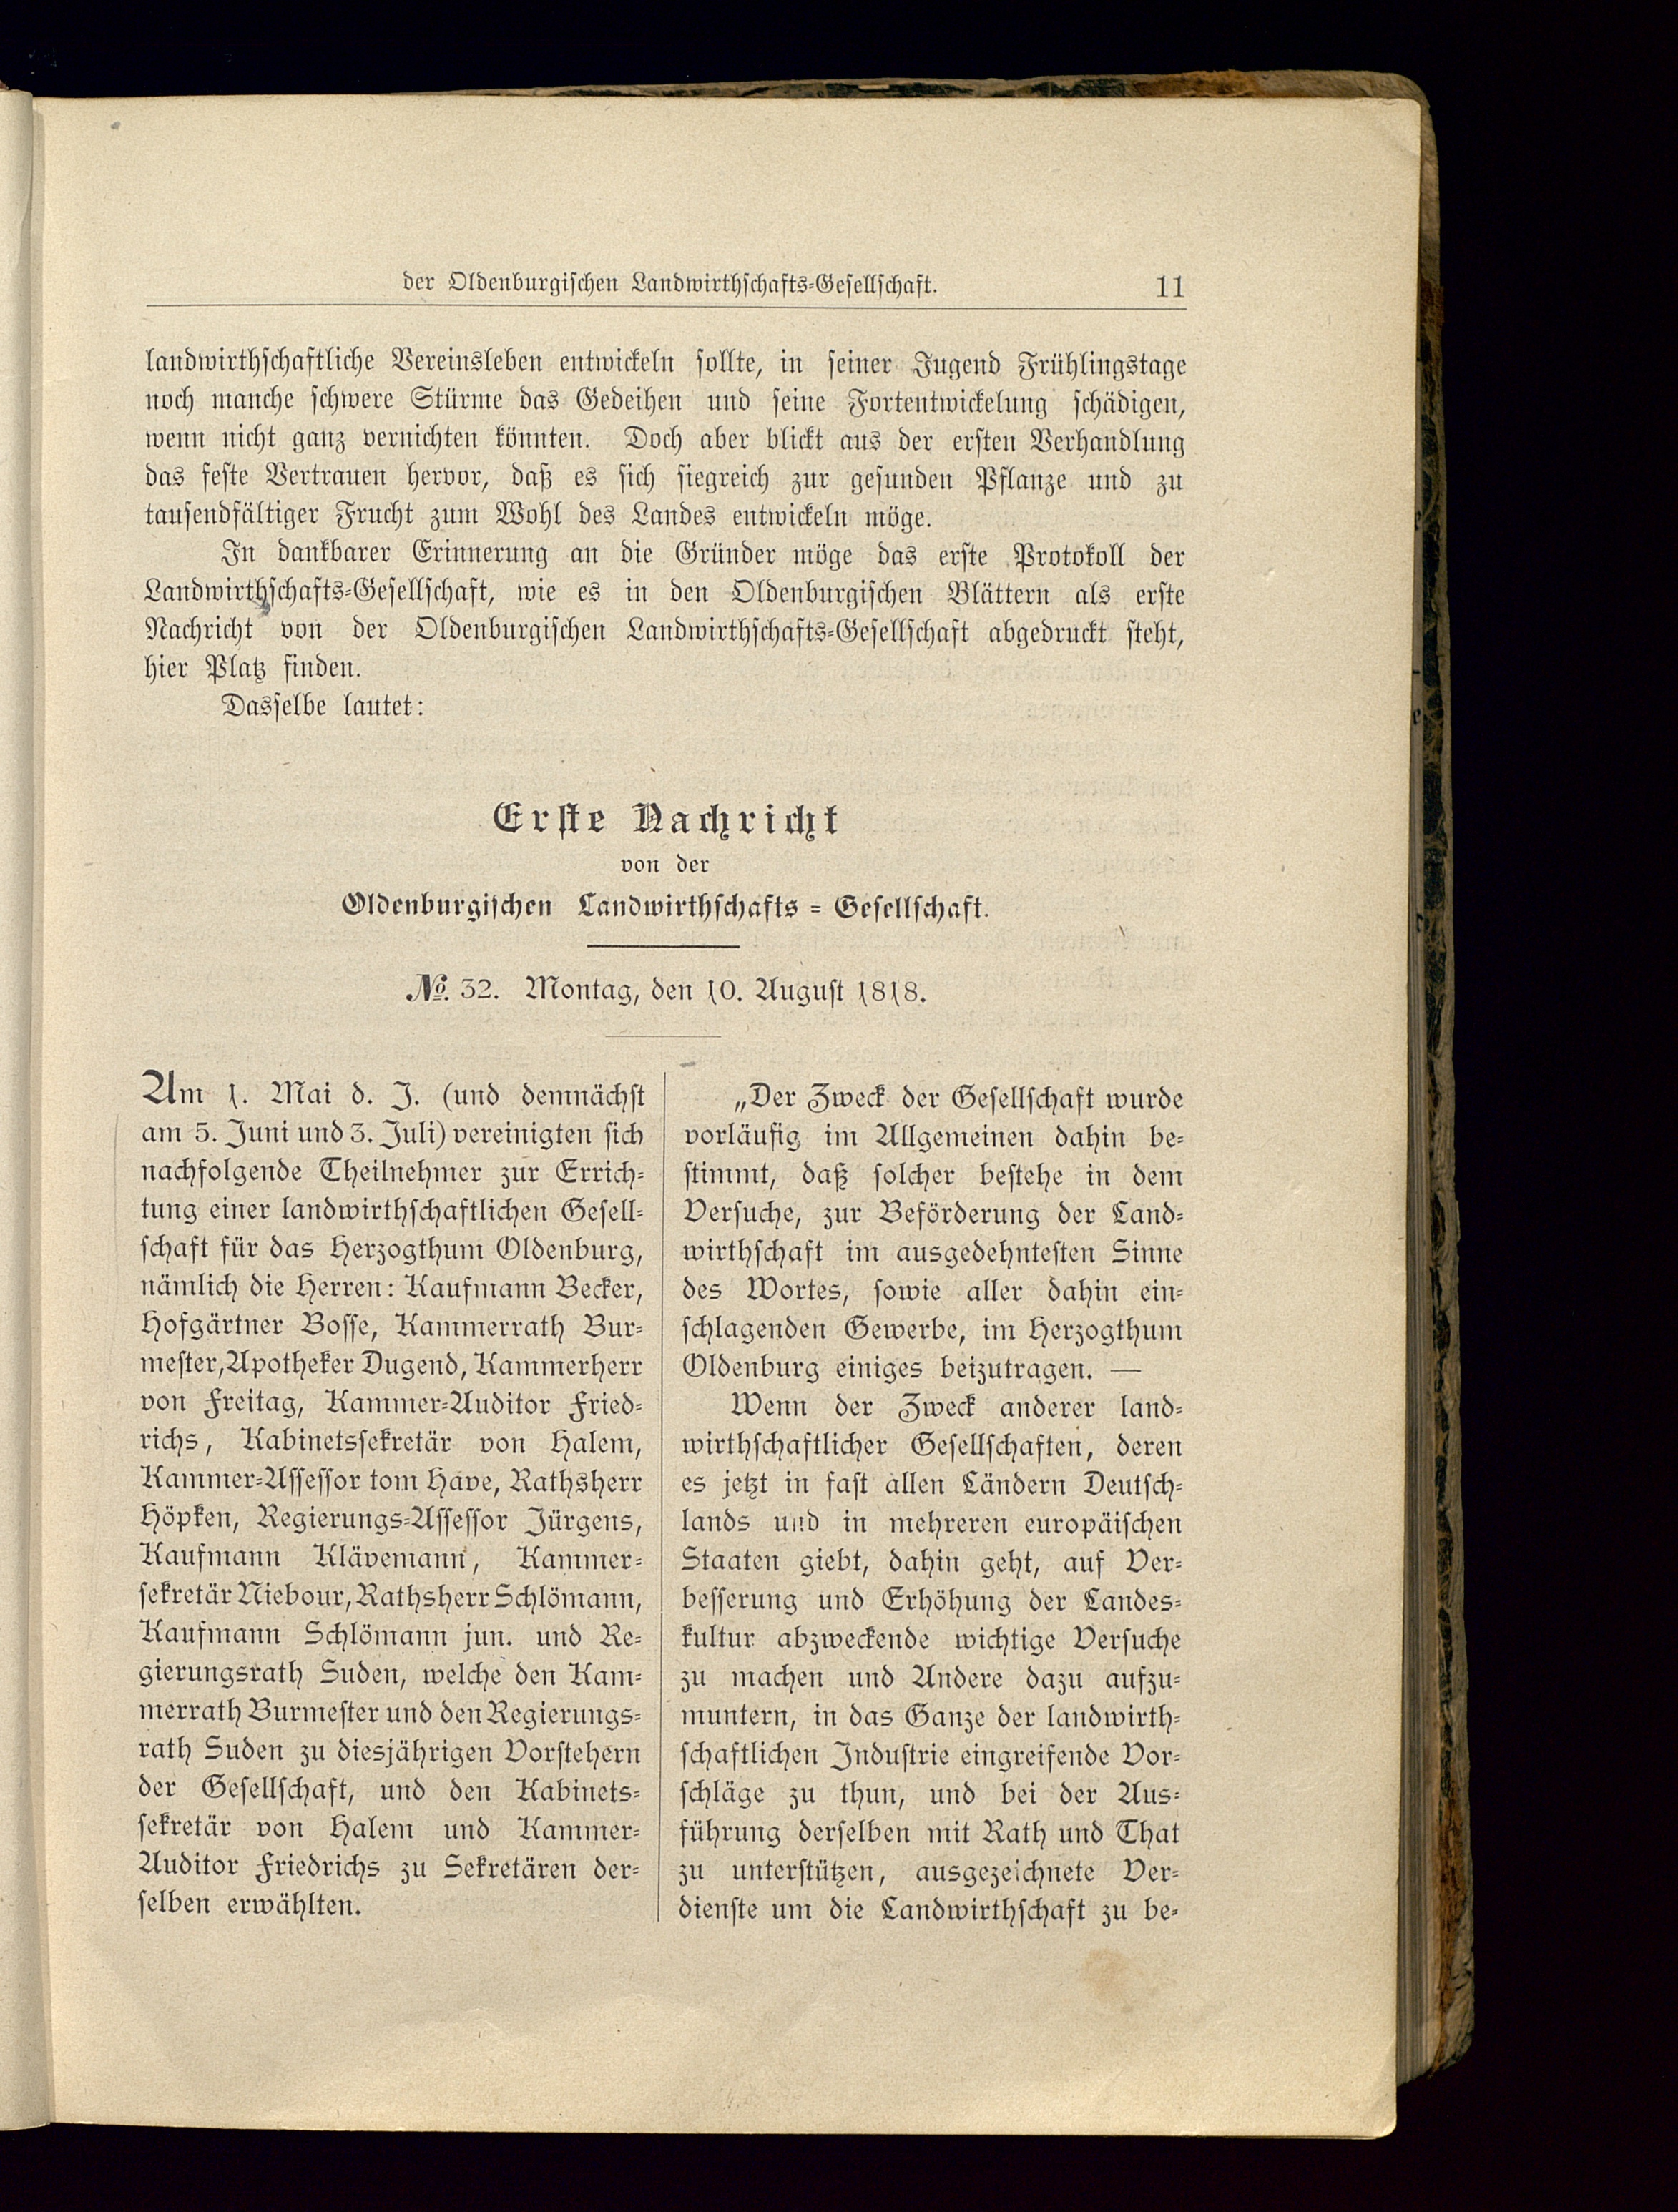 der Oldenburgischen Landwirthschafts-Gesellschaft. 11
landwirthschaftliche Vereinsleben entwickeln sollte, in seiner Jugend Frühlingstage
noch manche schwere Stürme das Gedeihen und seine Fortentwickelung schädigen,
wenn nicht ganz vernichten könnten. Doch aber blickt aus der ersten Verhandlung
das feste Vertrauen hervor, daß es sich siegreich zur gesunden Pflanze und zu
tausendfältiger Frucht zum Wohl des Landes entwickeln möge.
In dankbarer Erinnerung an die Gründer möge das erste Protokoll der
Landwirthschafts-Gesellschaft, wie es in den Oldenburgischen Blättern als erste
Nachricht von der Oldenburgischen Landwirthschafts-Gesellschaft abgedruckt steht,
hier Platz finden.
Dasselbe lautet:
Erste Nachricht
von der
Oldenburgischen Landwirthschafts-Gesellschaft.
No. 32. Montag, den 10. August 1818.
Am 1. Mai d. J. (und demnächst
am 5. Juni und 3. Juli) vereinigten sich
nachfolgende Theilnehmer zur Errich-
tung einer landwirthschaftlichen Gesell-
schaft für das Herzogthum Oldenburg,
nämlich die Herren: Kaufmann Becker,
Hofgärtner Bosse, Kammerrath Bur-
mester, Apotheker Dugend, Kammerherr
von Freitag, Kammer-Auditor Fried-
richs, Kabinetssekretär von Halem,
Kammer-Assessor tom Have, Rathsherr
Höpken, Regierungs-Assessor Jürgens,
Kaufmann Klävemann, Kammer-
sekretär Niebour, Rathsherr Schlömann,
Kaufmann Schlömann jun. und Re-
gierungsrath Suden, welche den Kam-
merrath Burmester und den Regierungs-
rath Suden zu diesjährigen Vorstehern
der Gesellschaft, und den Kabinets-
sekretär von Halem und Kammer-
Auditor Friedrichs zu Sekretären der-
selben erwählten.
„Der Zweck der Gesellschaft wurde
vorläufig im Allgemeinen dahin be-
stimmt, daß solcher bestehe in dem
Versuche, zur Beförderung der Land-
wirthschaft im ausgedehntesten Sinne
des Wortes, sowie aller dahin ein-
schlagenden Gewerbe, im Herzogthum
Oldenburg einiges beizutragen. —
Wenn der Zweck anderer land-
wirthschaftlicher Gesellschaften, deren
es jetzt in fast allen Ländern Deutsch-
lands und in mehreren europäischen
Staaten giebt, dahin geht, auf Ver-
besserung und Erhöhung der Landes-
kultur abzweckende wichtige Versuche
zu machen und Andere dazu aufzu-
muntern, in das Ganze der landwirth-
schaftlichen Industrie eingreifende Vor-
schläge zu thun, und bei der Aus-
führung derselben mit Rath und That
zu unterstützen, ausgezeichnete Ver-
dienste um die Landwirthschaft zu be-